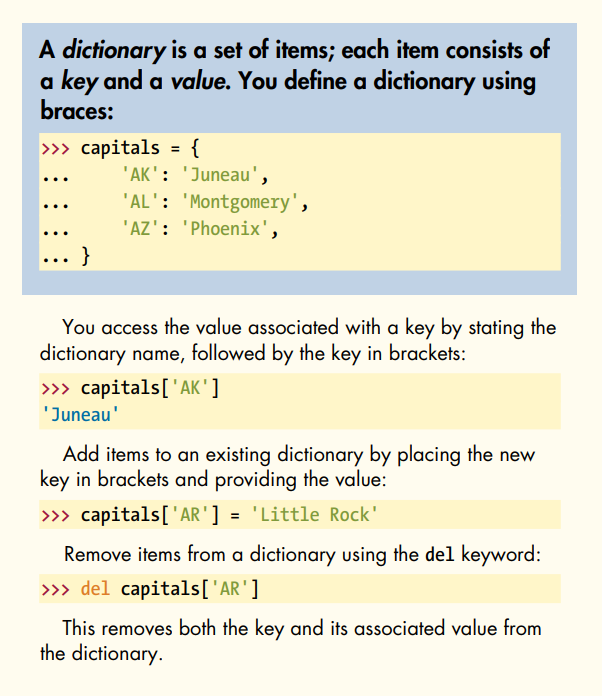 A dictionary is a set of items; each item consists of
a key and a value. You define a dictionary using
braces:
>>> capitals = {
...     'AK': 'Juneau',
...     'AL': 'Montgomery',
...     'AZ': 'Phoenix',
... }
You access the value associated with a key by stating the
dictionary name, followed by the key in brackets:
>>> capitals['AK']
'Juneau'
Add items to an existing dictionary by placing the new
key in brackets and providing the value:
>>> capitals['AR'] = 'Little Rock'
Remove items from a dictionary using the del keyword:
>>> del capitals['AR']
This removes both the key and its associated value from
the dictionary.